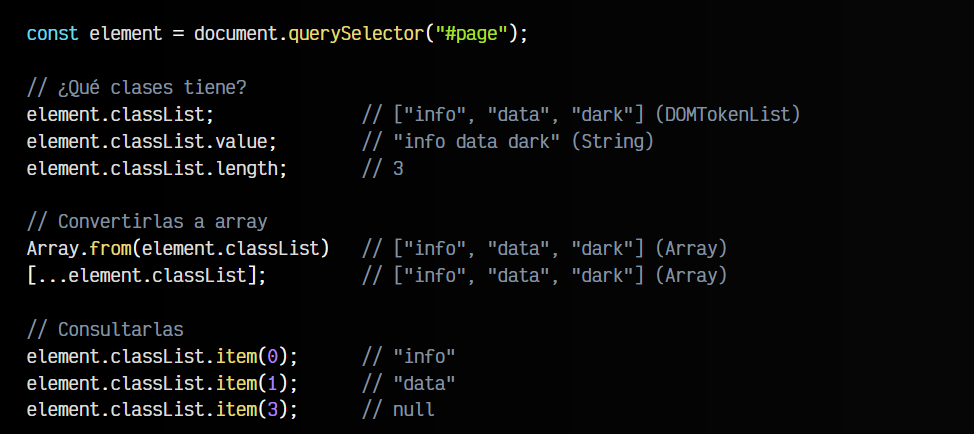 const element = document.querySelector("#page");
// ¿Qué clases tiene?
element.classList;              // ["info", "data", "dark"] (DOMTokenList)
element.classList.value;        // "info data dark" (String)
element.classList.length;       // 3
// Convertirlas a array
Array.from(element.classList)   // ["info", "data", "dark"] (Array)
[...element.classList];         // ["info", "data", "dark"] (Array)
// Consultarlas
element.classList.item(0);      // "info"
element.classList.item(1);      // "data"
element.classList.item(3);      // null